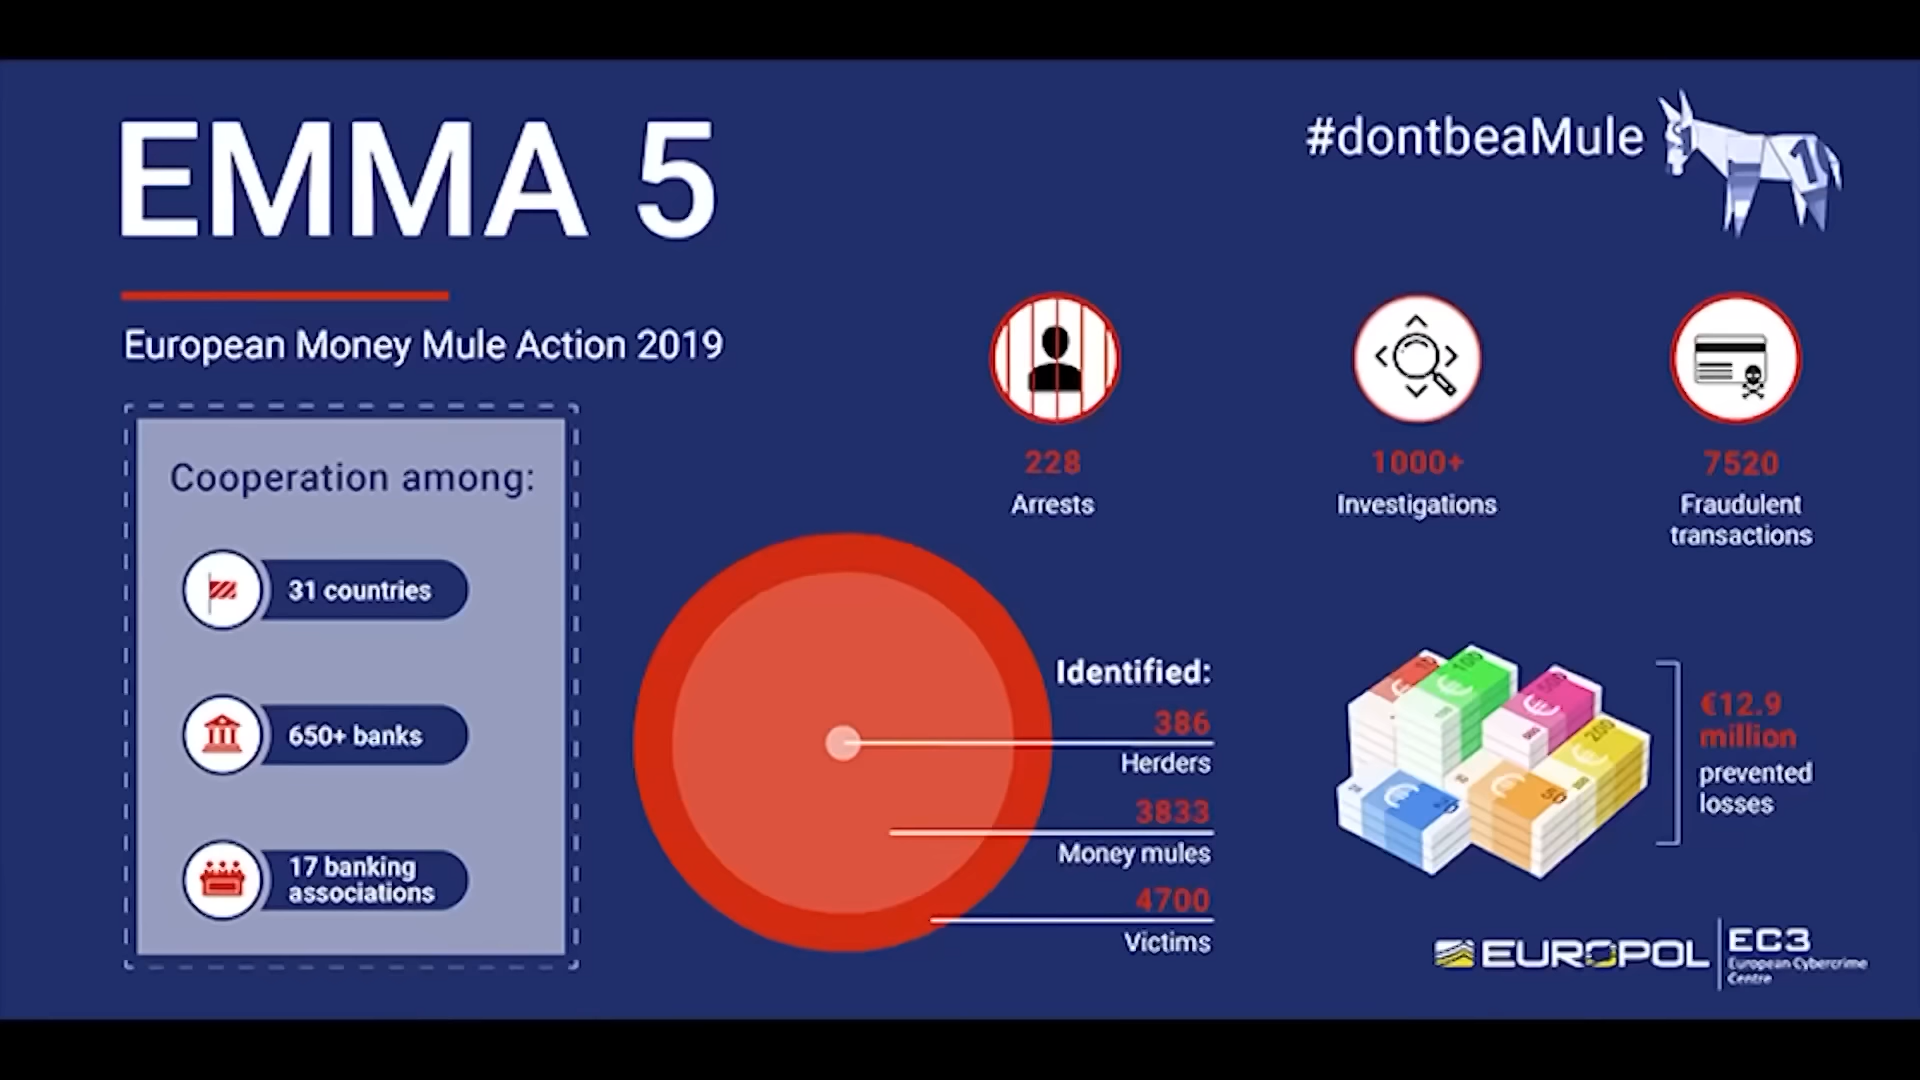 EMMA 5
#dontbeaMule
European Money Mule Action 2019
Cooperation among:
31 countries
650+ banks
17 banking
associations
228
Arrests
1000+
Investigations
7520
Fraudulent
transactions
Identified:
386
Herders
3833
Money mules
4700
Victims
€12.9
million
prevented
losses
EUROPOL
EC3
European Cybercrime
Centre